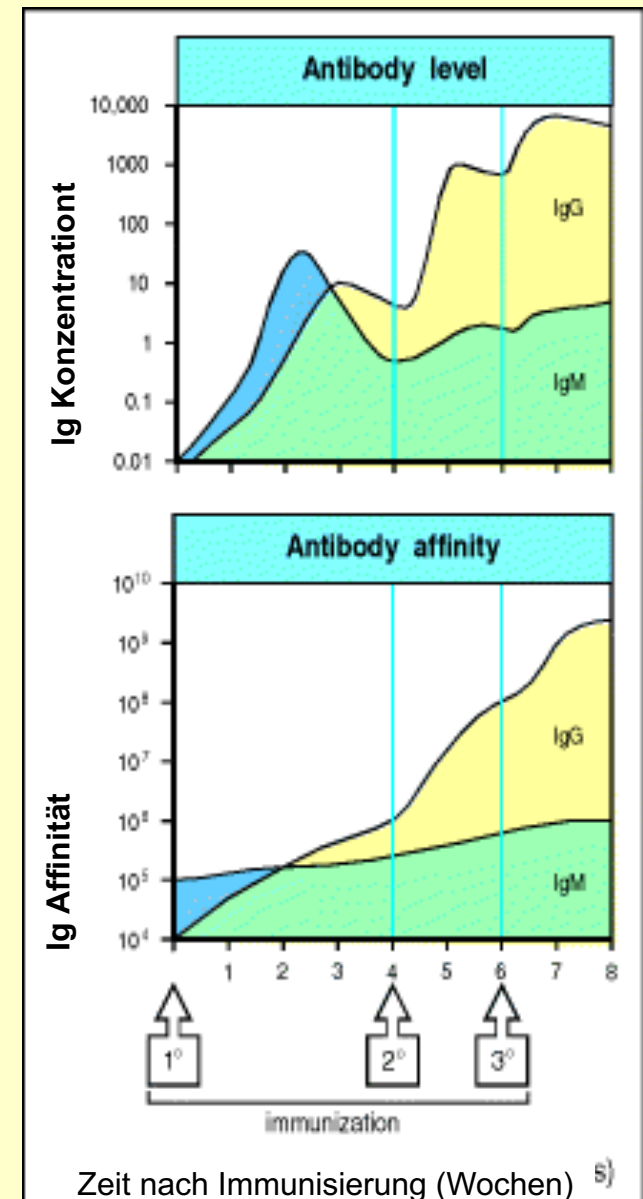 Antibody level
Ig Konzentrationt
10,000
1000
100
10
1
0.1
0.01
IgG
IgM
Antibody affinity
Ig Affinität
10¹⁰
10⁹
10⁸
10⁷
10⁶
10⁵
10⁴
IgG
IgM
1 2 3 4 5 6 7 8
1° 2° 3°
immunization
Zeit nach Immunisierung (Wochen) s)